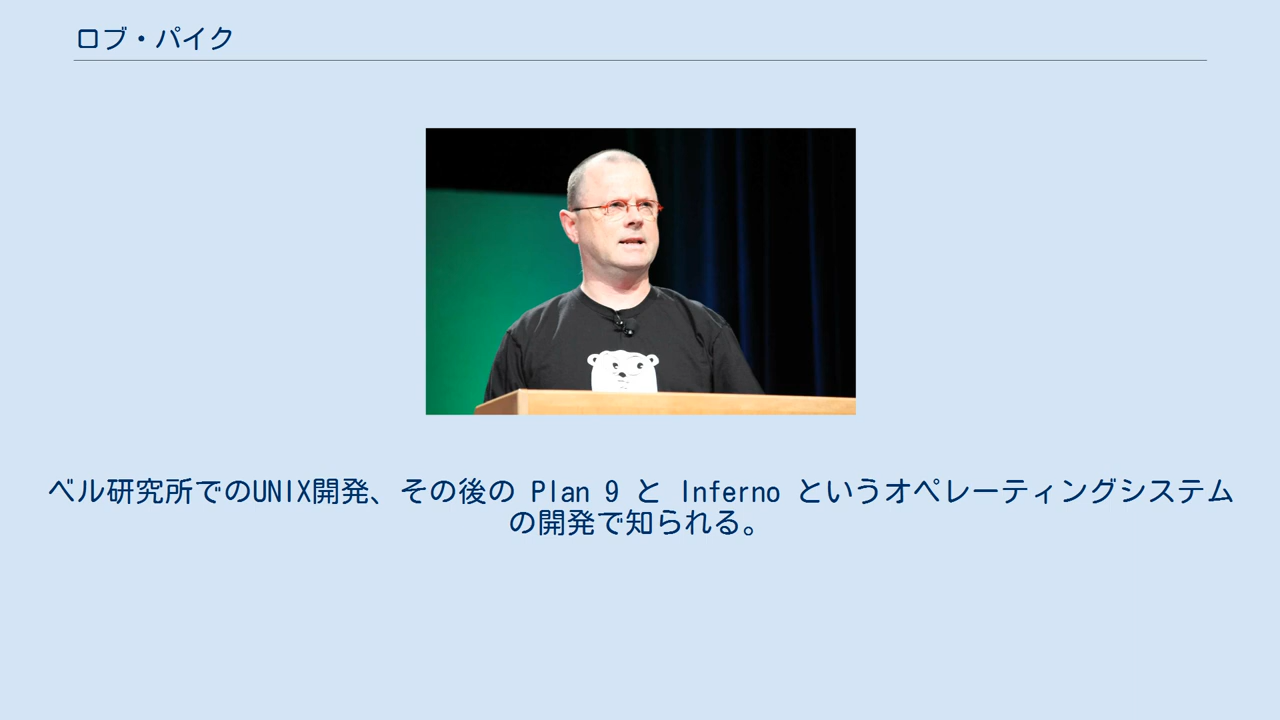 ロブ・パイク
ベル研究所でのUNIX開発、その後の Plan 9 と Inferno というオペレーティングシステム
の開発で知られる。